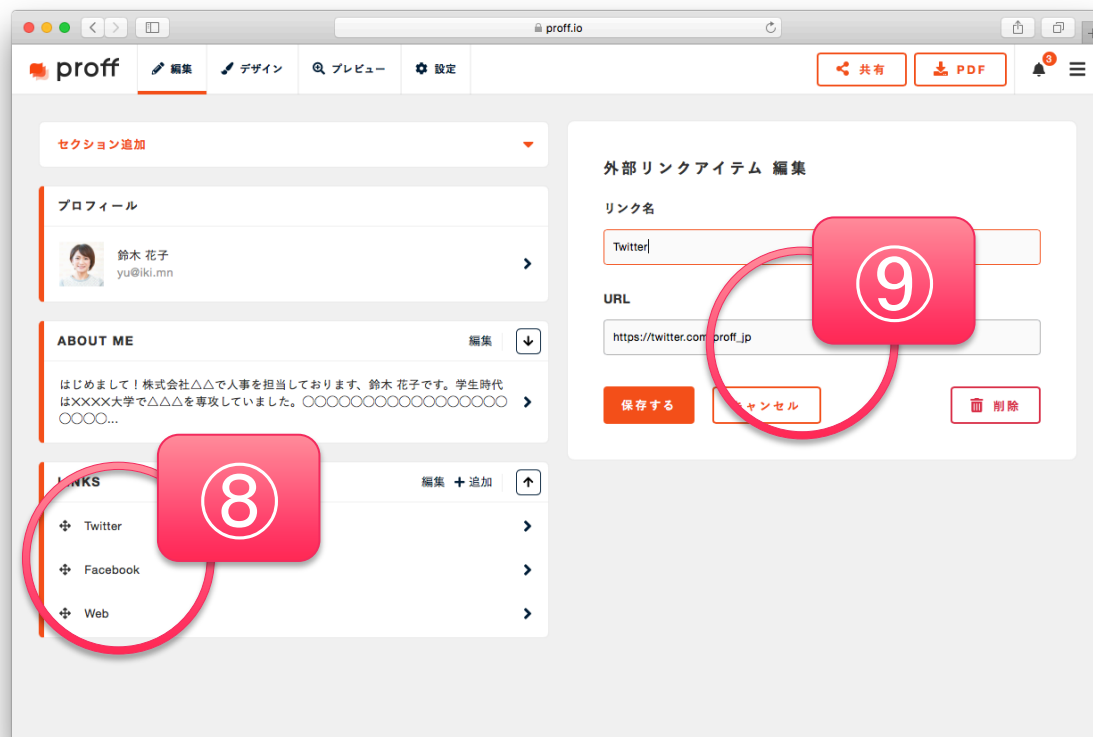 proff.io
proff
編集
デザイン
プレビュー
設定
共有
PDF
3
セクション追加
プロフィール
鈴木 花子
yu@iki.mn
ABOUT ME
編集
はじめまして！株式会社△△で人事を担当しております、鈴木 花子です。学生時代
は××××大学で△△△を専攻していました。〇〇〇〇〇〇〇〇〇〇〇〇〇〇〇〇〇
〇〇〇〇...
LINKS
編集
追加
⑧
Twitter
Facebook
Web
外部リンクアイテム 編集
リンク名
Twitter
⑨
URL
https://twitter.com/proff_jp
保存する
キャンセル
削除